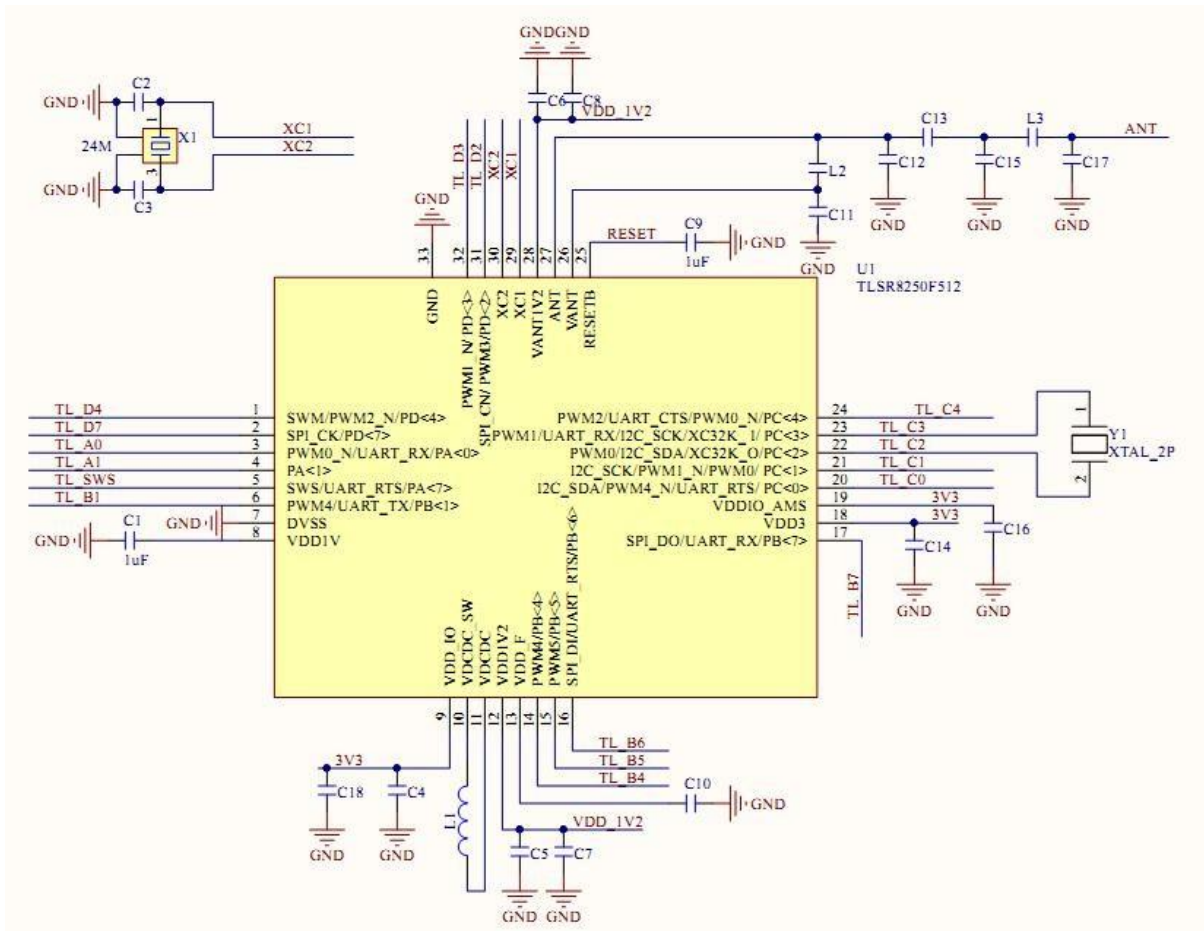 GND GND
C2
GND
1
X1
C6
C8
VDD_1V2
XC1
24M
XC2
3
GND
C3
C13
L3
ANT
C12
C15
C17
L2
C11
GND
GND
GND
GND
TL_D3
TL_D2
XC2
XC1
GND
RESET
C9
1uF
GND
33
32
31
30
29
28
27
26
25
U1
TLSR8250F512
GND
PWM1_N/PD<3>
SPI_CN/PWM3/PD<2>
XC2
XC1
VANT1V2
ANT
VANT
RESETB
TL_D4 1 SWM/PWM2_N/PD<4>
TL_D7 2 SPI_CK/PD<7>
TL_A0 3 PWM0_N/UART_RX/PA<0>
TL_A1 4 PA<1>
TL_SWS 5 SWS/UART_RTS/PA<7>
TL_B1 6 PWM4/UART_TX/PB<1>
GND 7 DVSS
GND C1 8 VDD1V
1uF
PWM2/UART_CTS/PWM0_N/PC<4> 24 TL_C4
PWM1/UART_RX/I2C_SCK/XC32K_I/PC<3> 23 TL_C3
PWM0/I2C_SDA/XC32K_O/PC<2> 22 TL_C2
I2C_SCK/PWM1_N/PWM0/PC<1> 21 TL_C1
I2C_SDA/PWM4_N/UART_RTS/ PC<0> 20 TL_C0
VDDIO_AMS 19 3V3
VDD3 18 3V3
SPI_DO/UART_RX/PB<7> 17
1
Y1
XTAL_2P
2
C14
C16
GND
GND
TL_B7
VDD_IO
VDCDC_SW
VDCDC
VDD1V2
VDD_F
PWM4/PB<4>
PWM5/PB<5>
SPI_DI/UART_RTS/PB<6>
9
10
11
12
13
14
15
16
TL_B6
TL_B5
TL_B4
3V3
C18
C4
L1
C10
GND
GND
GND
VDD_1V2
C5
C7
GND
GND